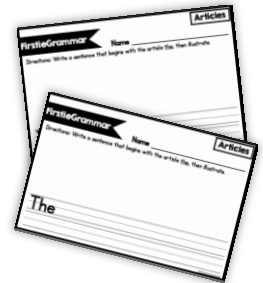 Articles
FirstieGrammar
Name
Directions: Write a sentence that begins with the article the, then illustrate.
Articles
FirstieGrammar
Name
Directions: Write a sentence that begins with the article the, then illustrate.
The